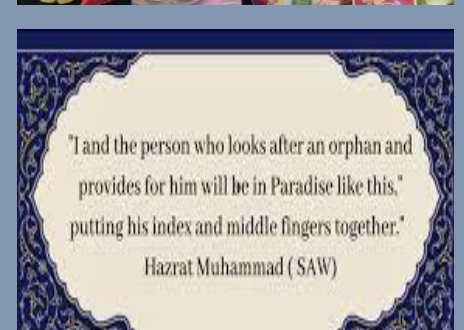 "I and the person who looks after an orphan and
provides for him will be in Paradise like this,"
putting his index and middle fingers together."
Hazrat Muhammad ( SAW)